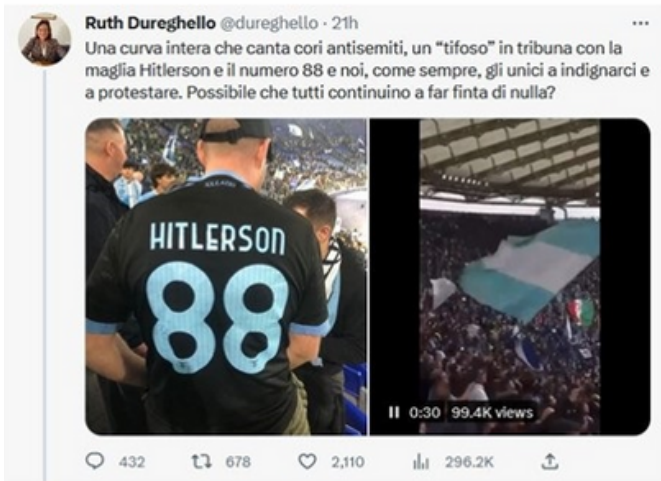 Ruth Dureghello @dureghello · 21h
Una curva intera che canta cori antisemiti, un “tifoso” in tribuna con la
maglia Hitlerson e il numero 88 e noi, come sempre, gli unici a indignarci e
a protestare. Possibile che tutti continuino a far finta di nulla?
HITLERSON
88
0:30 99.4K views
432 678 2,110 296.2K